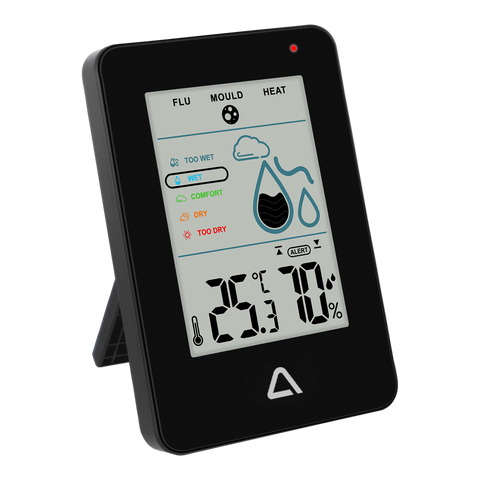 FLU MOULD HEAT
TOO WET
WET
COMFORT
DRY
TOO DRY
ALERT
25.3 °C 70 %